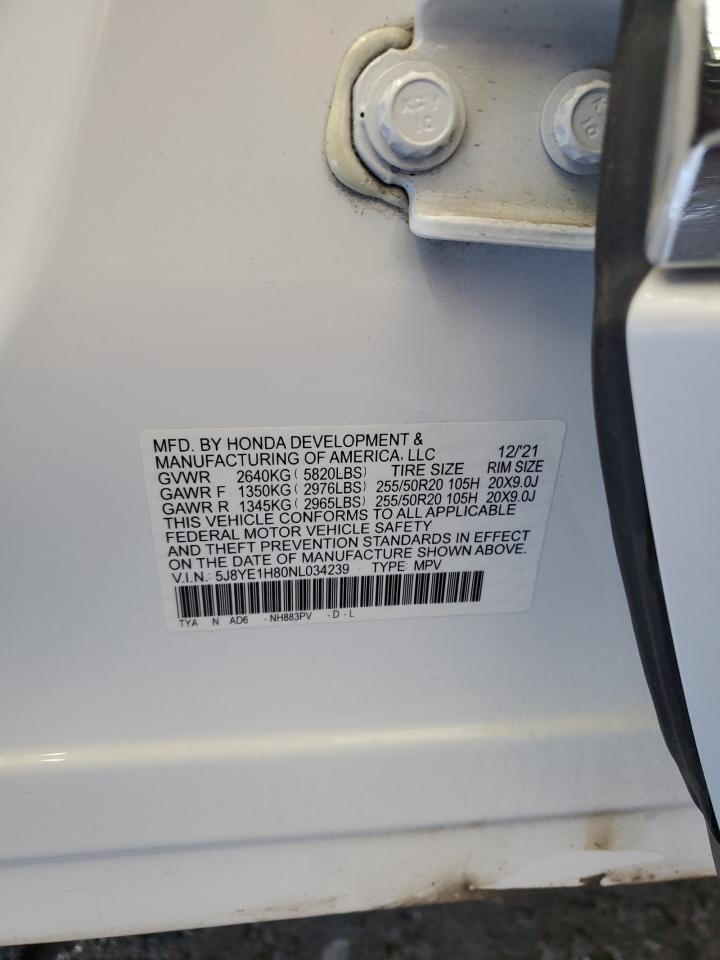 KHY
10
10
MFD. BY HONDA DEVELOPMENT &
MANUFACTURING OF AMERICA, LLC 12/'21
GVWR 2640KG ( 5820LBS) TIRE SIZE RIM SIZE
GAWR F 1350KG ( 2976LBS) 255/50R20 105H 20X9.0J
GAWR R 1345KG ( 2965LBS) 255/50R20 105H 20X9.0J
THIS VEHICLE CONFORMS TO ALL APPLICABLE
FEDERAL MOTOR VEHICLE SAFETY
AND THEFT PREVENTION STANDARDS IN EFFECT
ON THE DATE OF MANUFACTURE SHOWN ABOVE.
V.I.N.: 5J8YE1H80NL034239 TYPE: MPV
TYA N AD6 -NH883PV -D-L